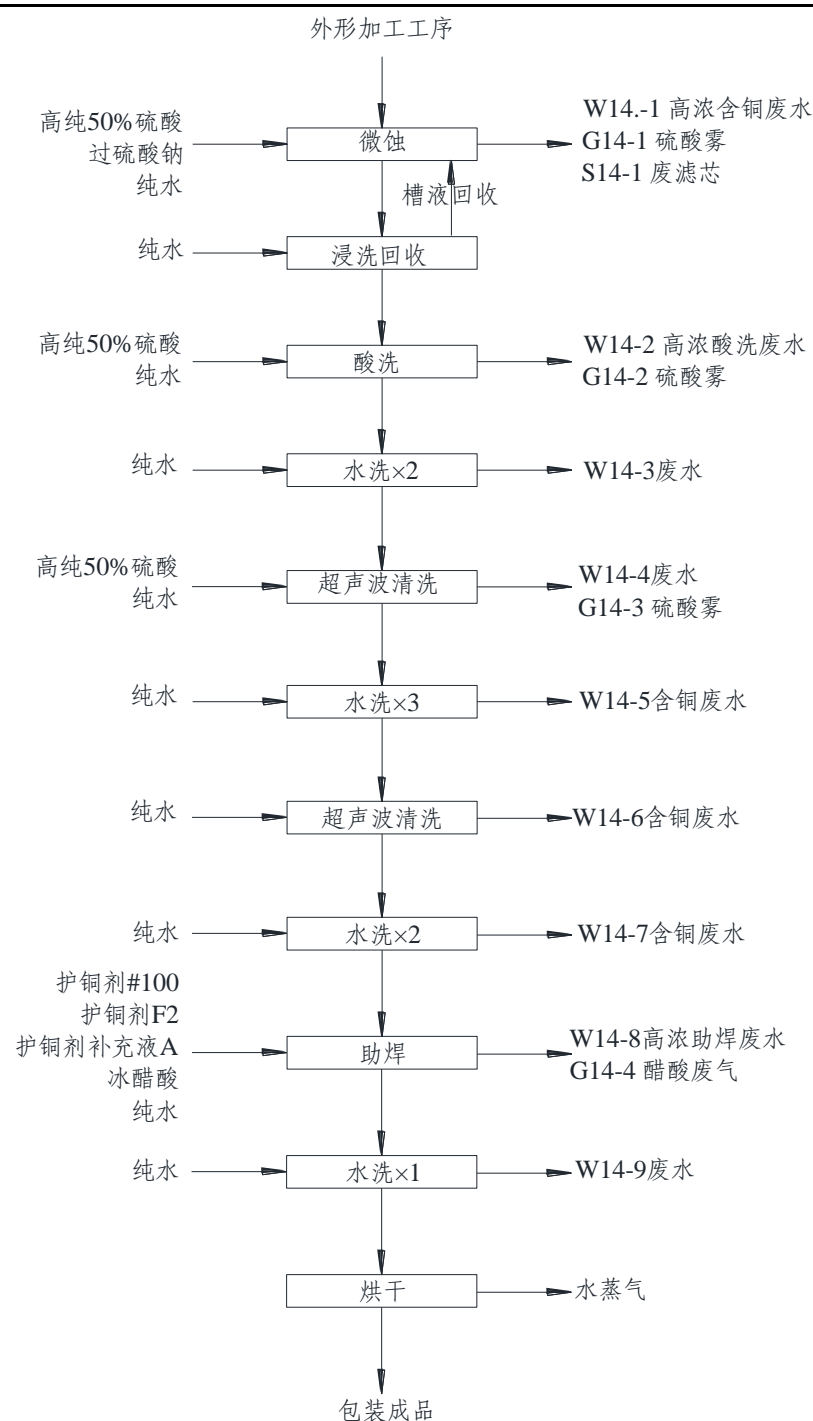 外形加工工序
高纯50%硫酸
过硫酸钠
纯水
微蚀
W14.-1 高浓含铜废水
G14-1 硫酸雾
S14-1 废滤芯
槽液回收
纯水
浸洗回收
高纯50%硫酸
纯水
酸洗
W14-2 高浓酸洗废水
G14-2 硫酸雾
纯水
水洗×2
W14-3废水
高纯50%硫酸
纯水
超声波清洗
W14-4废水
G14-3 硫酸雾
纯水
水洗×3
W14-5含铜废水
纯水
超声波清洗
W14-6含铜废水
纯水
水洗×2
W14-7含铜废水
护铜剂#100
护铜剂F2
护铜剂补充液A
冰醋酸
纯水
助焊
W14-8高浓助焊废水
G14-4 醋酸废气
纯水
水洗×1
W14-9废水
烘干
水蒸气
包装成品